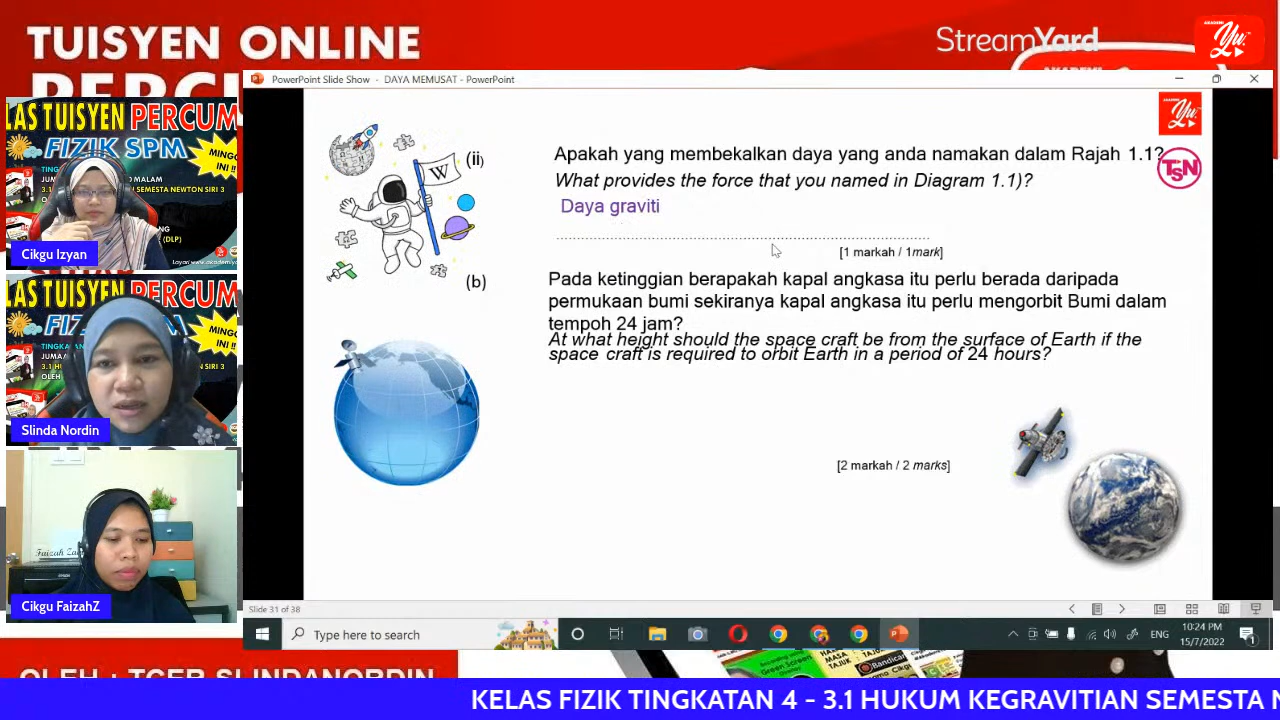 TUISYEN ONLINE
StreamYard
PowerPoint Slide Show - DAYA MEMUSAT - PowerPoint
KELAS TUISYEN PERCUM
FIZIK SPM
Cikgu Izyan
Slinda Nordin
Cikgu FaizahZ
W
(ii)
Apakah yang membekalkan daya yang anda namakan dalam Rajah 1.1?
What provides the force that you named in Diagram 1.1)?
Daya graviti
[1 markah / 1mark]
(b)
Pada ketinggian berapakah kapal angkasa itu perlu berada daripada
permukaan bumi sekiranya kapal angkasa itu perlu mengorbit Bumi dalam
tempoh 24 jam?
At what height should the space craft be from the surface of Earth if the
space craft is required to orbit Earth in a period of 24 hours?
[2 markah / 2 marks]
TSN
Slide 31 of 38
Type here to search
ENG
10:24 PM
15/7/2022
KELAS FIZIK TINGKATAN 4 - 3.1 HUKUM KEGRAVITIAN SEMESTA